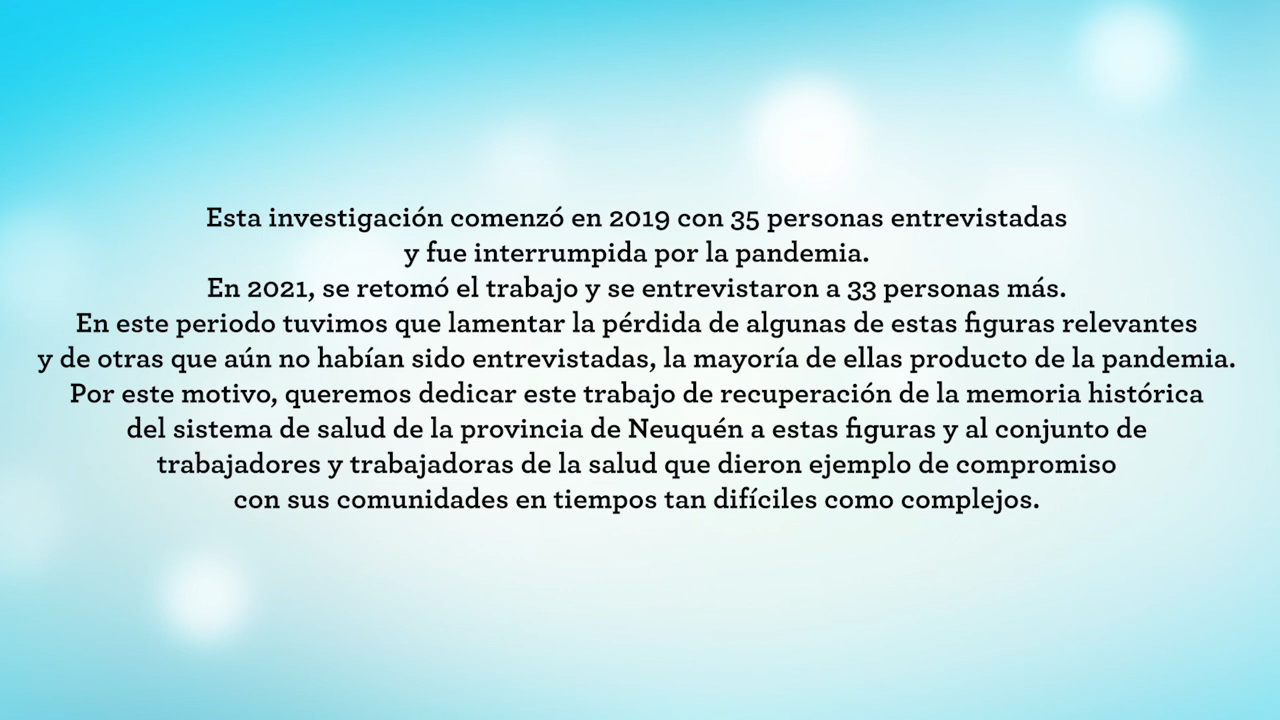 Esta investigación comenzó en 2019 con 35 personas entrevistadas
y fue interrumpida por la pandemia.
En 2021, se retomó el trabajo y se entrevistaron a 33 personas más.
En este periodo tuvimos que lamentar la pérdida de algunas de estas figuras relevantes
y de otras que aún no habían sido entrevistadas, la mayoría de ellas producto de la pandemia.
Por este motivo, queremos dedicar este trabajo de recuperación de la memoria histórica
del sistema de salud de la provincia de Neuquén a estas figuras y al conjunto de
trabajadores y trabajadoras de la salud que dieron ejemplo de compromiso
con sus comunidades en tiempos tan difíciles como complejos.